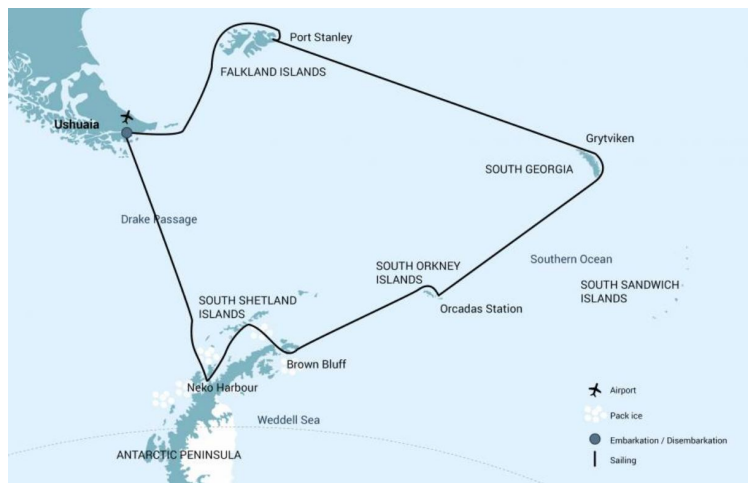 Port Stanley
FALKLAND ISLANDS
Ushuaia
Grytviken
SOUTH GEORGIA
Drake Passage
SOUTH ORKNEY
ISLANDS
Southern Ocean
SOUTH SANDWICH
ISLANDS
SOUTH SHETLAND
ISLANDS
Orcadas Station
Brown Bluff
Neko Harbour
Weddell Sea
ANTARCTIC PENINSULA
Airport
Pack ice
Embarkation / Disembarkation
Sailing